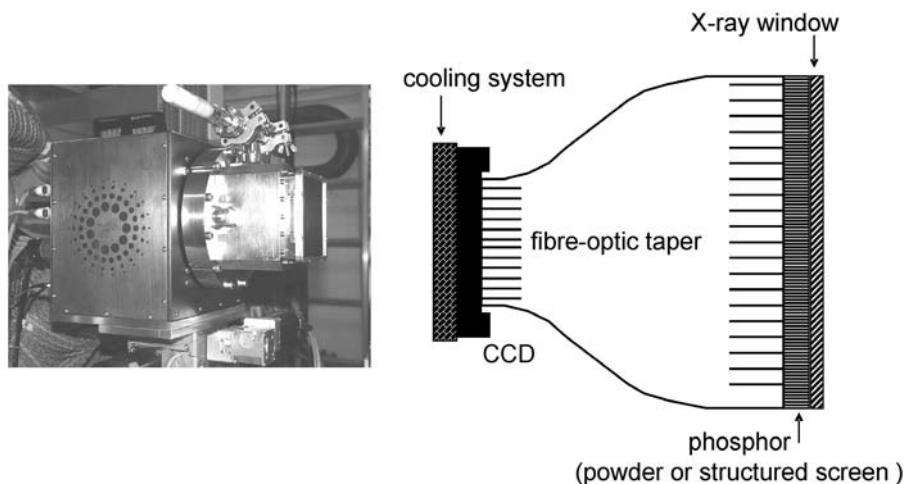 X-ray window
cooling system
fibre-optic taper
CCD
phosphor
(powder or structured screen )